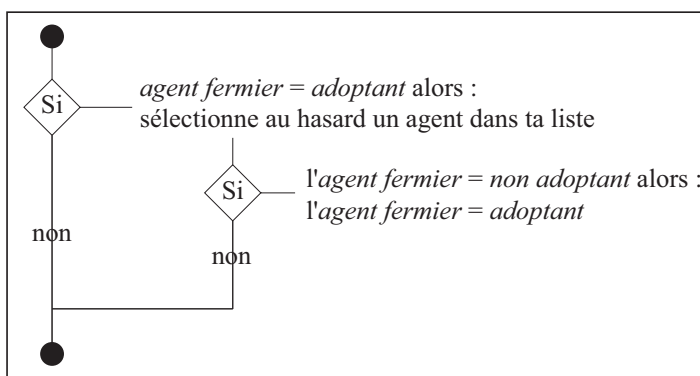 Si
agent fermier = adoptant alors :
sélectionne au hasard un agent dans ta liste
Si
l'agent fermier = non adoptant alors :
l'agent fermier = adoptant
non
non